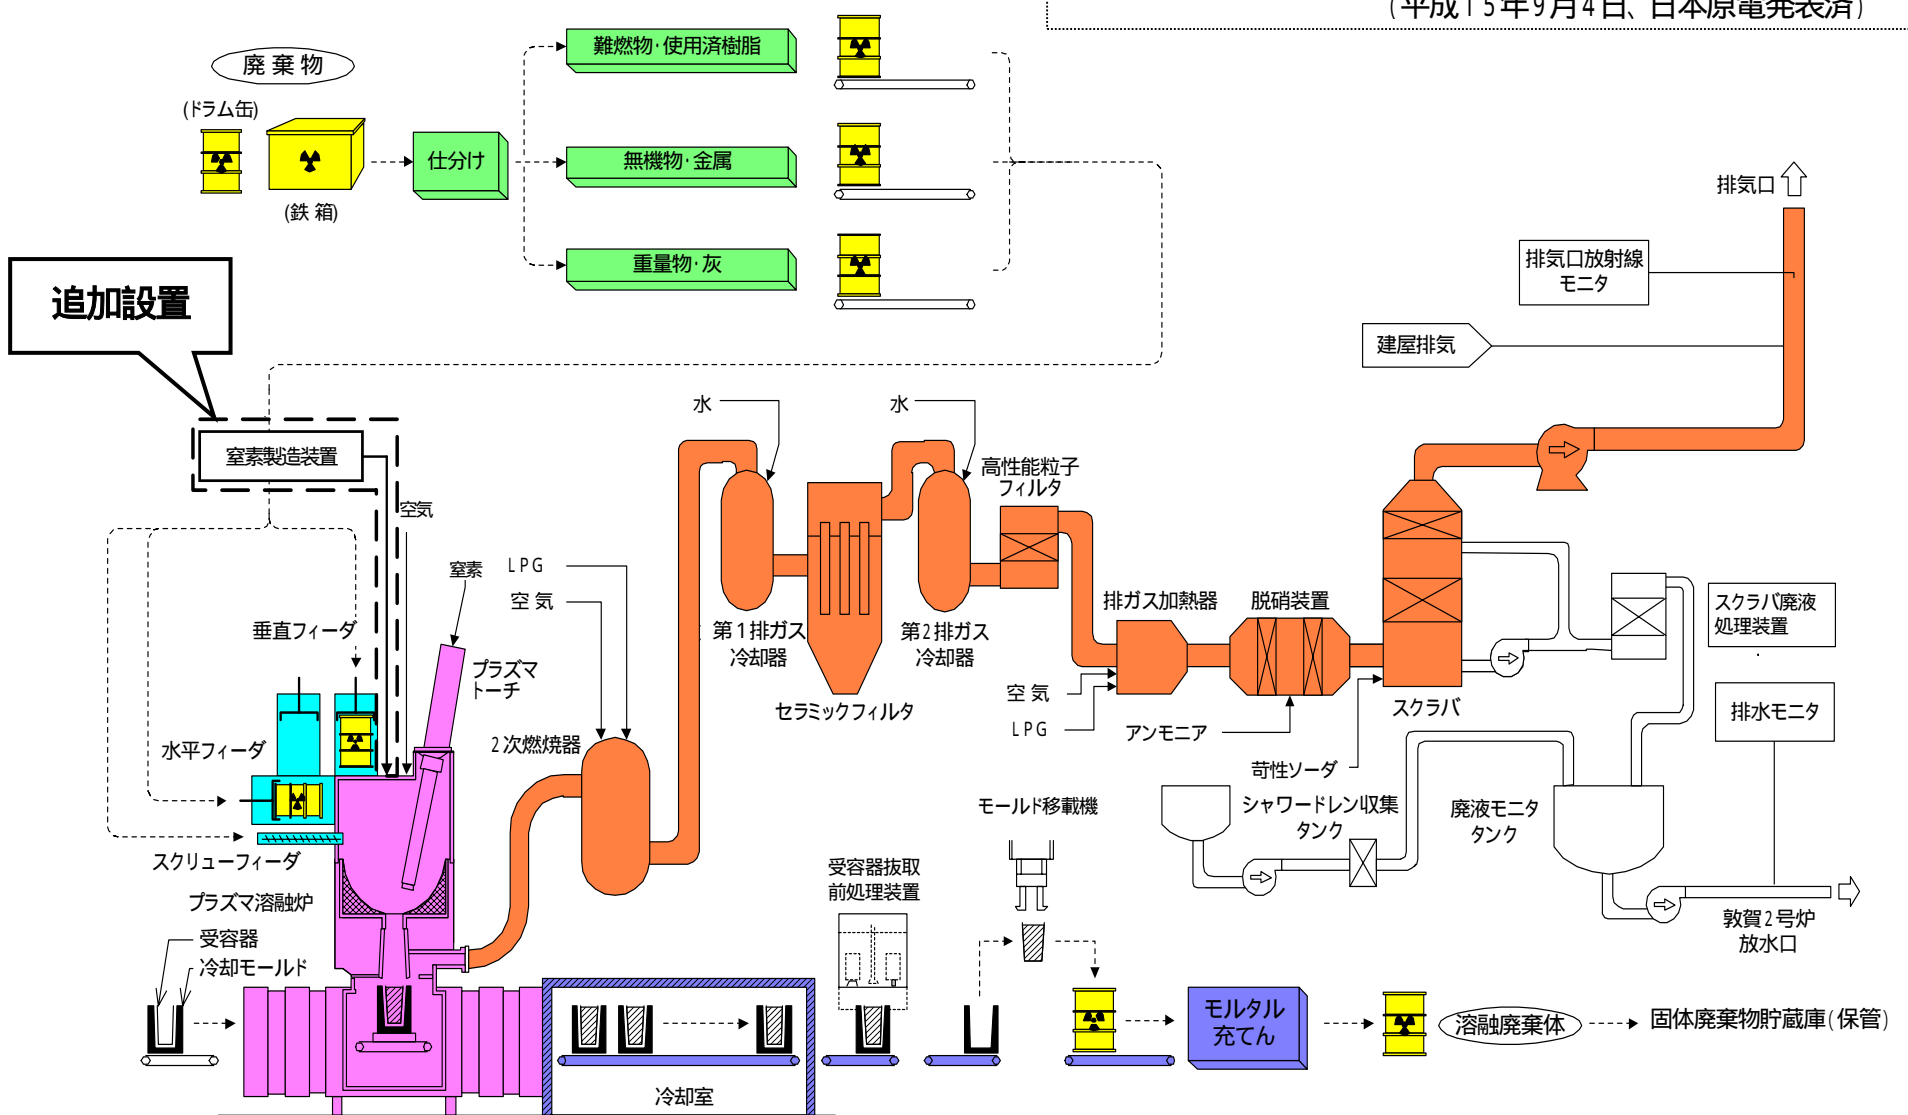 (平成15年9月4日、日本原電発表済)
廃棄物
(ドラム缶)
(鉄箱)
仕分け
難燃物・使用済樹脂
無機物・金属
重量物・灰
追加設置
窒素製造装置
空気
窒素
LPG
空気
垂直フィーダ
プラズマ
トーチ
水平フィーダ
スクリューフィーダ
プラズマ溶融炉
受容器
冷却モールド
2次燃焼器
水
第1排ガス
冷却器
セラミックフィルタ
水
第2排ガス
冷却器
高性能粒子
フィルタ
排ガス加熱器
空気
LPG
脱硝装置
アンモニア
苛性ソーダ
スクラバ
排気口
排気口放射線
モニタ
建屋排気
スクラバ廃液
処理装置
排水モニタ
シャワードレン収集
タンク
廃液モニタ
タンク
敦賀2号炉
放水口
モールド移載機
受容器抜取
前処理装置
冷却室
モルタル
充てん
溶融廃棄体
固体廃棄物貯蔵庫(保管)